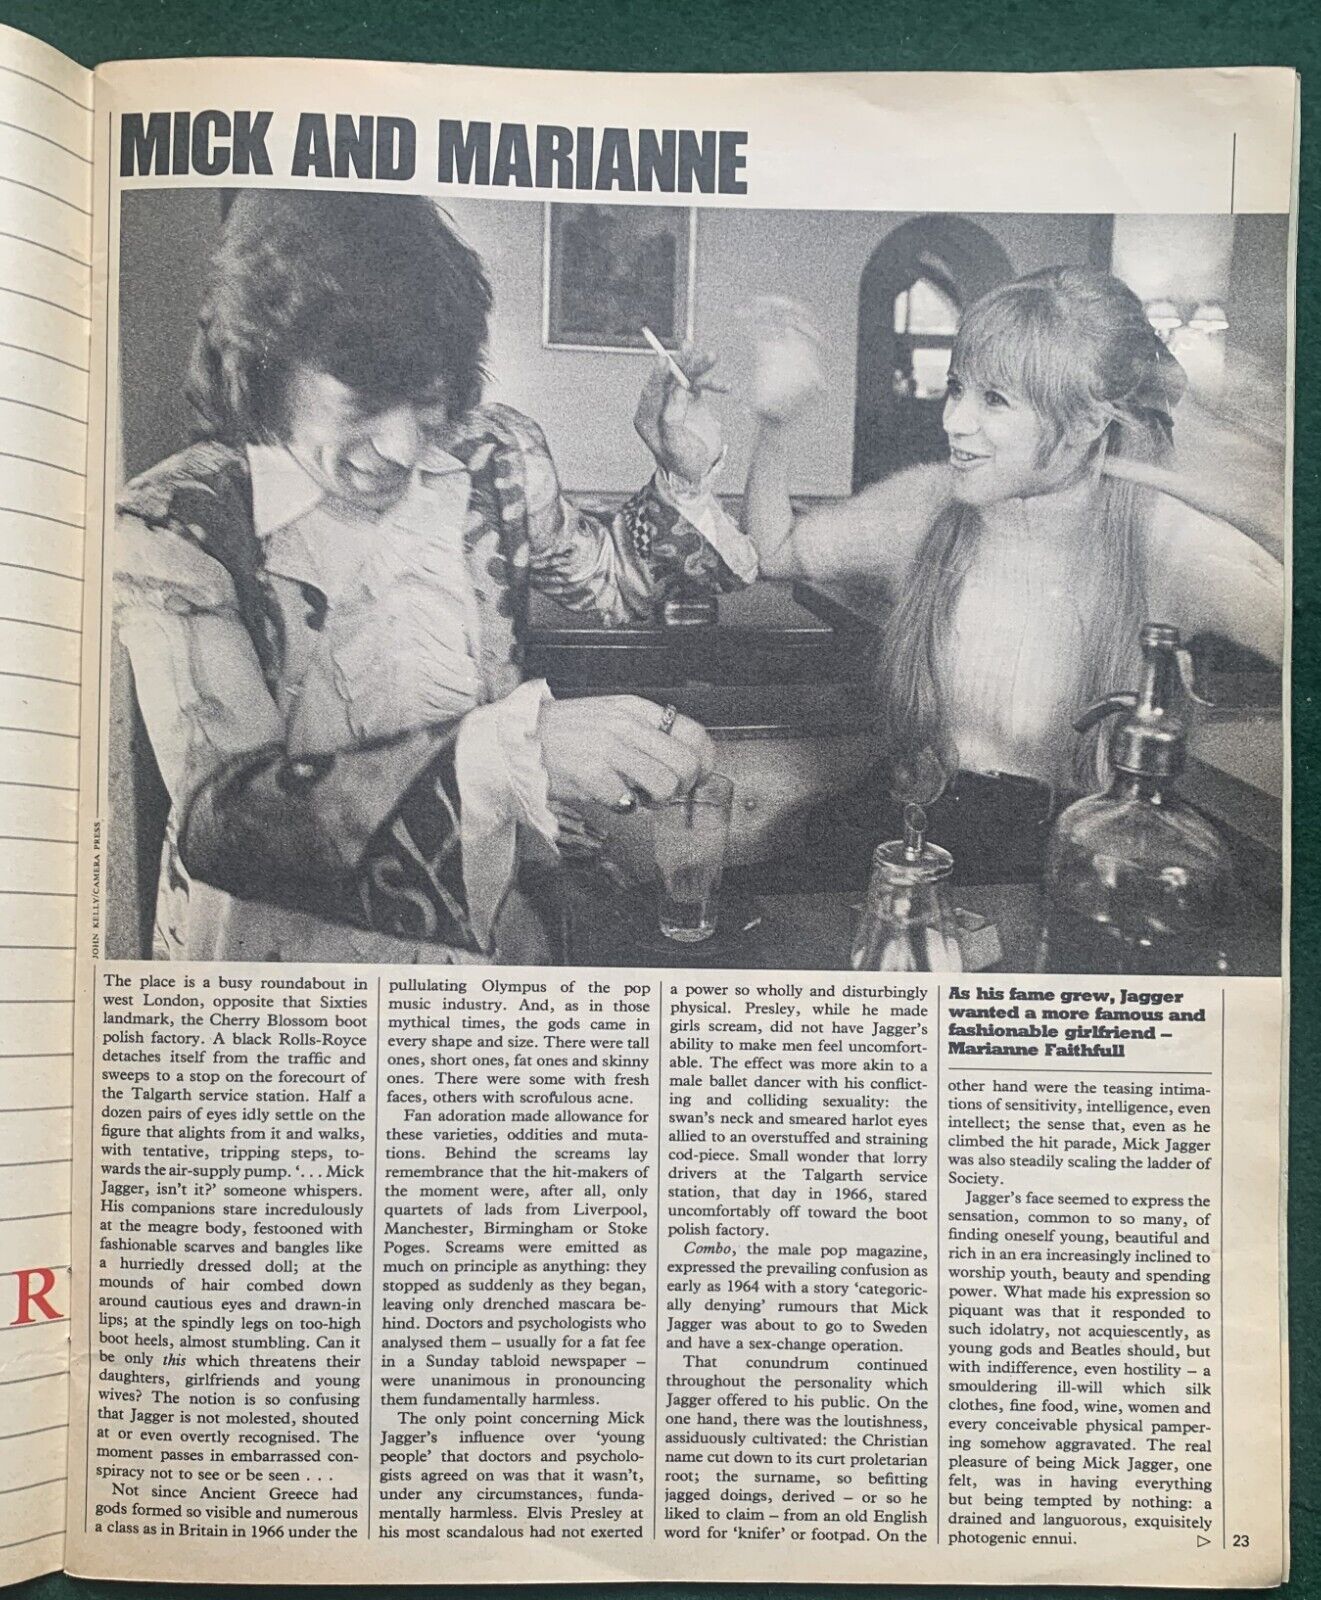 MICK AND MARIANNE
JOHN KELLY/CAMERA PRESS
The place is a busy roundabout in
west London, opposite that Sixties
landmark, the Cherry Blossom boot
polish factory. A black Rolls-Royce
detaches itself from the traffic and
sweeps to a stop on the forecourt of
the Talgarth service station. Half a
dozen pairs of eyes idly settle on the
figure that alights from it and walks,
with tentative, tripping steps, to-
wards the air-supply pump. ‘. . . Mick
Jagger, isn't it?’ someone whispers.
His companions stare incredulously
at the meagre body, festooned with
fashionable scarves and bangles like
a hurriedly dressed doll; at the
mounds of hair combed down
around cautious eyes and drawn-in
lips; at the spindly legs on too-high
boot heels, almost stumbling. Can it
be only this which threatens their
daughters, girlfriends and young
wives? The notion is so confusing
that Jagger is not molested, shouted
at or even overtly recognised. The
moment passes in embarrassed con-
spiracy not to see or be seen . . .
Not since Ancient Greece had
gods formed so visible and numerous
a class as in Britain in 1966 under the
pullulating Olympus of the pop
music industry. And, as in those
mythical times, the gods came in
every shape and size. There were tall
ones, short ones, fat ones and skinny
ones. There were some with fresh
faces, others with scrofulous acne.
Fan adoration made allowance for
these varieties, oddities and muta-
tions. Behind the screams lay
remembrance that the hit-makers of
the moment were, after all, only
quartets of lads from Liverpool,
Manchester, Birmingham or Stoke
Poges. Screams were emitted as
much on principle as anything: they
stopped as suddenly as they began,
leaving only drenched mascara be-
hind. Doctors and psychologists who
analysed them – usually for a fat fee
in a Sunday tabloid newspaper –
were unanimous in pronouncing
them fundamentally harmless.
The only point concerning Mick
Jagger's influence over ‘young
people’ that doctors and psycholo-
gists agreed on was that it wasn't,
under any circumstances, funda-
mentally harmless. Elvis Presley at
his most scandalous had not exerted
a power so wholly and disturbingly
physical. Presley, while he made
girls scream, did not have Jagger's
ability to make men feel uncomfort-
able. The effect was more akin to a
male ballet dancer with his conflict-
ing and colliding sexuality: the
swan's neck and smeared harlot eyes
allied to an overstuffed and straining
cod-piece. Small wonder that lorry
drivers at the Talgarth service
station, that day in 1966, stared
uncomfortably off toward the boot
polish factory.
Combo, the male pop magazine,
expressed the prevailing confusion as
early as 1964 with a story ‘categoric-
ally denying’ rumours that Mick
Jagger was about to go to Sweden
and have a sex-change operation.
That conundrum continued
throughout the personality which
Jagger offered to his public. On the
one hand, there was the loutishness,
assiduously cultivated: the Christian
name cut down to its curt proletarian
root; the surname, so befitting
jagged doings, derived – or so he
liked to claim – from an old English
word for ‘knifer’ or footpad. On the
As his fame grew, Jagger
wanted a more famous and
fashionable girlfriend –
Marianne Faithfull
other hand were the teasing intima-
tions of sensitivity, intelligence, even
intellect; the sense that, even as he
climbed the hit parade, Mick Jagger
was also steadily scaling the ladder of
Society.
Jagger's face seemed to express the
sensation, common to so many, of
finding oneself young, beautiful and
rich in an era increasingly inclined to
worship youth, beauty and spending
power. What made his expression so
piquant was that it responded to
such idolatry, not acquiescently, as
young gods and Beatles should, but
with indifference, even hostility – a
smouldering ill-will which silk
clothes, fine food, wine, women and
every conceivable physical pamper-
ing somehow aggravated. The real
pleasure of being Mick Jagger, one
felt, was in having everything
but being tempted by nothing: a
drained and languorous, exquisitely
photogenic ennui.
▷ 23
R